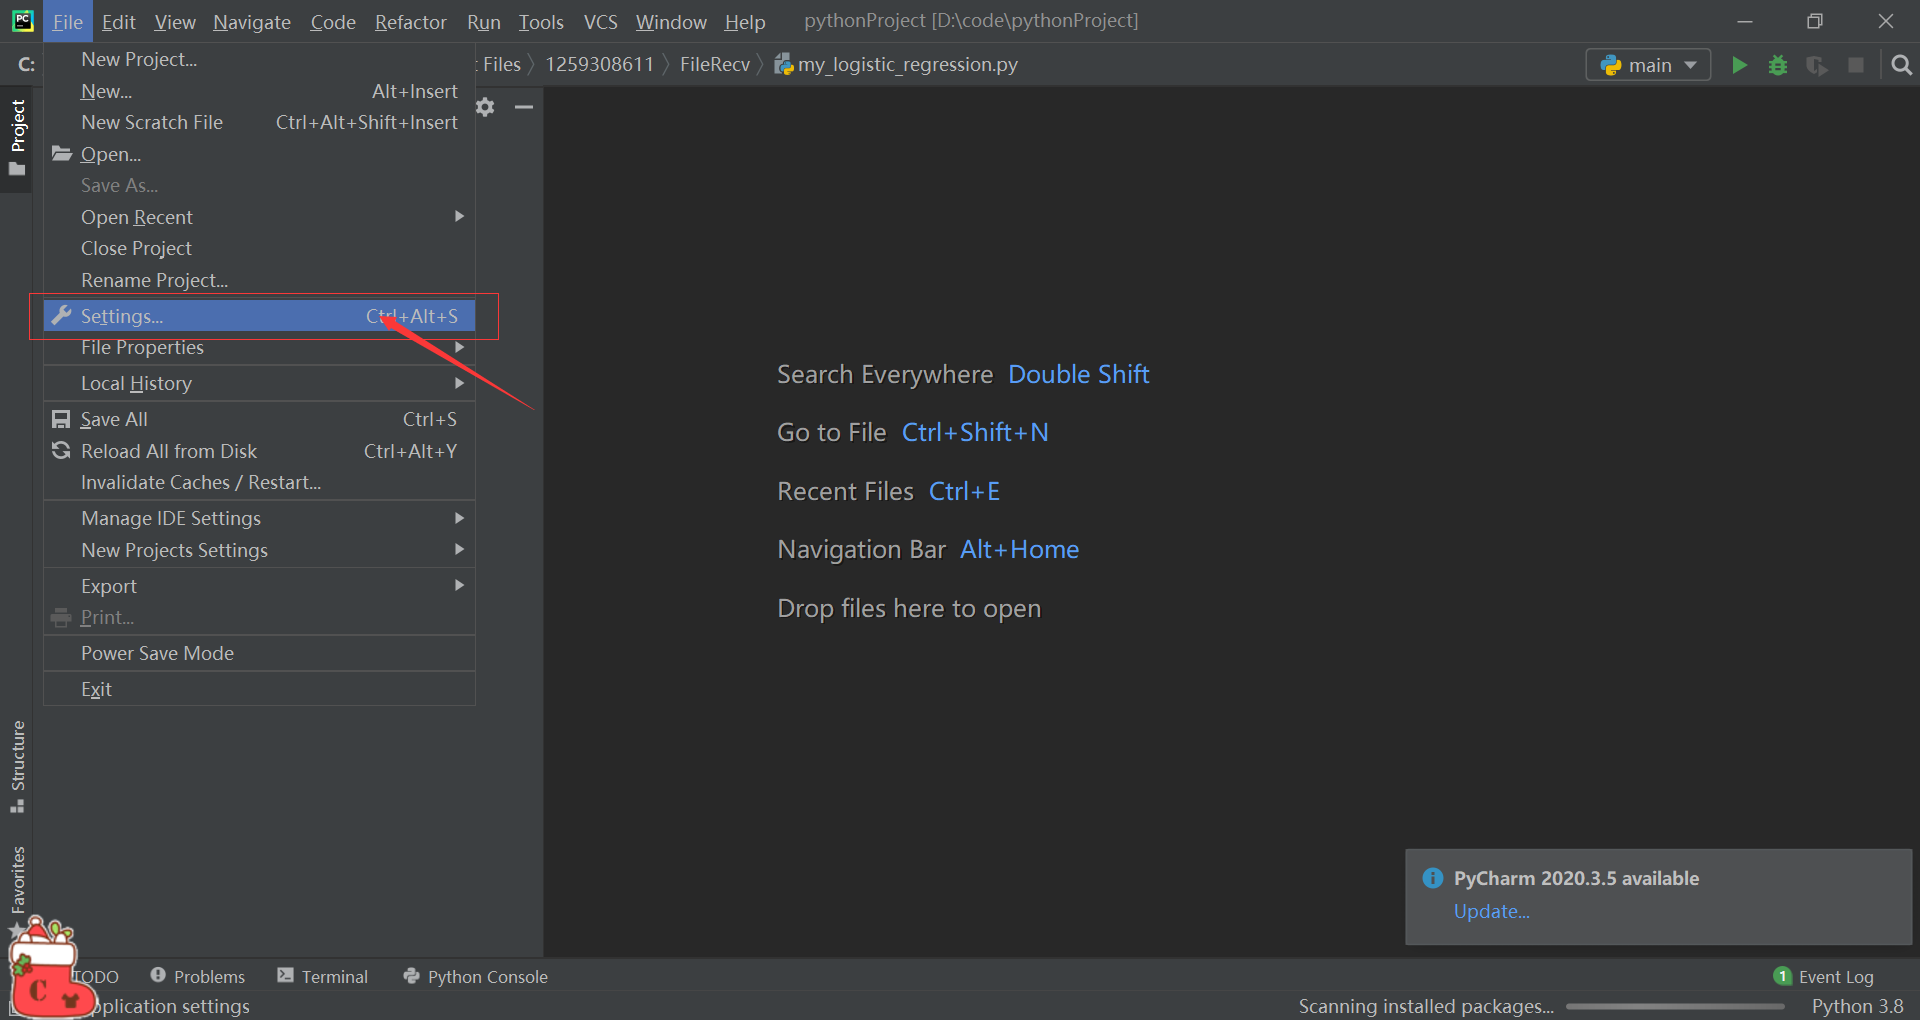 PC File Edit View Navigate Code Refactor Run Tools VCS Window Help pythonProject [D:\code\pythonProject]
C: Files 1259308611 FileRecv my_logistic_regression.py main
New Project...
New... Alt+Insert
New Scratch File Ctrl+Alt+Shift+Insert
Open...
Save As...
Open Recent
Close Project
Rename Project...
Settings... Ctrl+Alt+S
File Properties
Local History
Save All Ctrl+S
Reload All from Disk Ctrl+Alt+Y
Invalidate Caches / Restart...
Manage IDE Settings
New Projects Settings
Export
Print...
Power Save Mode
Exit
Project
Structure
Favorites
Search Everywhere Double Shift
Go to File Ctrl+Shift+N
Recent Files Ctrl+E
Navigation Bar Alt+Home
Drop files here to open
PyCharm 2020.3.5 available
Update...
TODO Problems Terminal Python Console 1 Event Log
C
pplication settings Scanning installed packages... Python 3.8